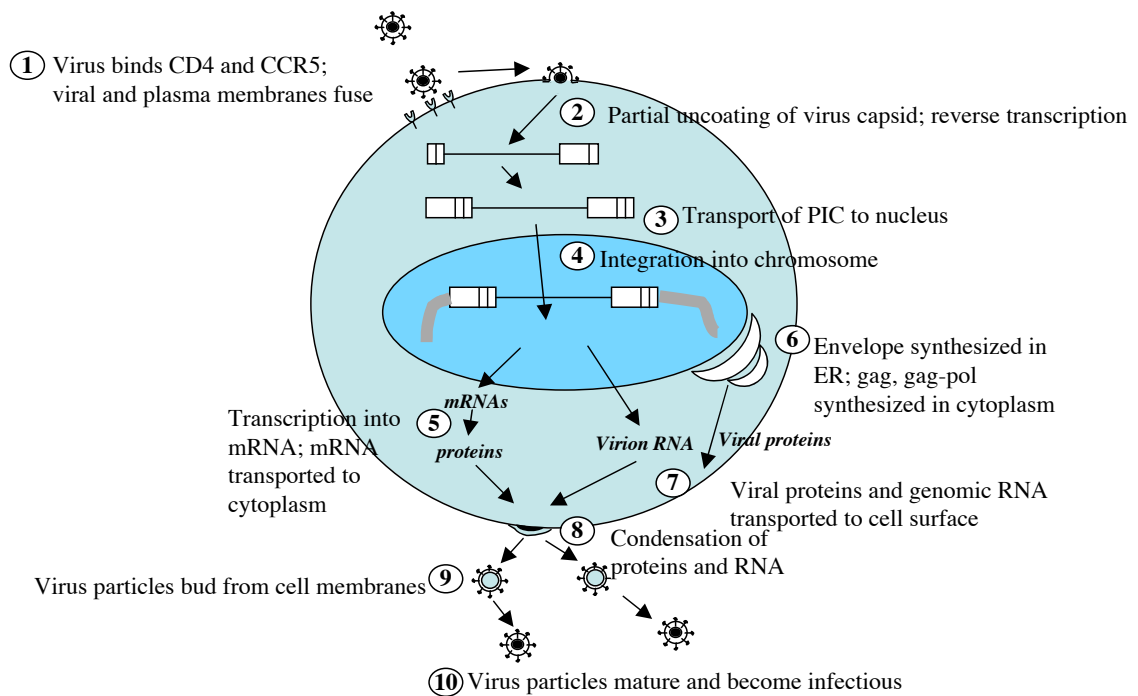 1 Virus binds CD4 and CCR5;
viral and plasma membranes fuse
2 Partial uncoating of virus capsid; reverse transcription
3 Transport of PIC to nucleus
4 Integration into chromosome
5 Transcription into
mRNA; mRNA
transported to
cytoplasm
mRNAs
proteins
Virion RNA
Viral proteins
6 Envelope synthesized in
ER; gag, gag-pol
synthesized in cytoplasm
7 Viral proteins and genomic RNA
transported to cell surface
8 Condensation of
proteins and RNA
Virus particles bud from cell membranes 9
10 Virus particles mature and become infectious